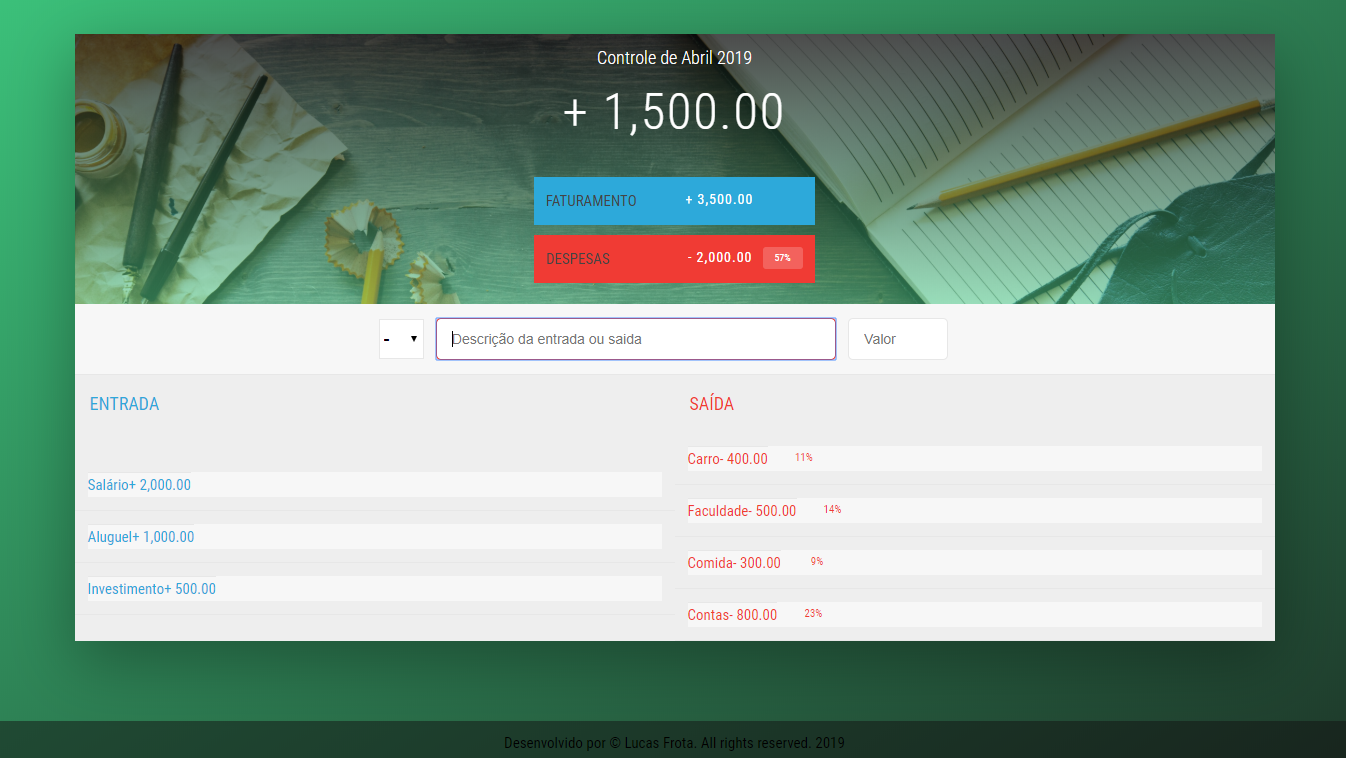 Controle de Abril 2019
+ 1,500.00
FATURAMENTO + 3,500.00
DESPESAS - 2,000.00 57%
- Descrição da entrada ou saida Valor
ENTRADA
Salário+ 2,000.00
Aluguel+ 1,000.00
Investimento+ 500.00
SAÍDA
Carro- 400.00 11%
Faculdade- 500.00 14%
Comida- 300.00 9%
Contas- 800.00 23%
Desenvolvido por © Lucas Frota. All rights reserved. 2019